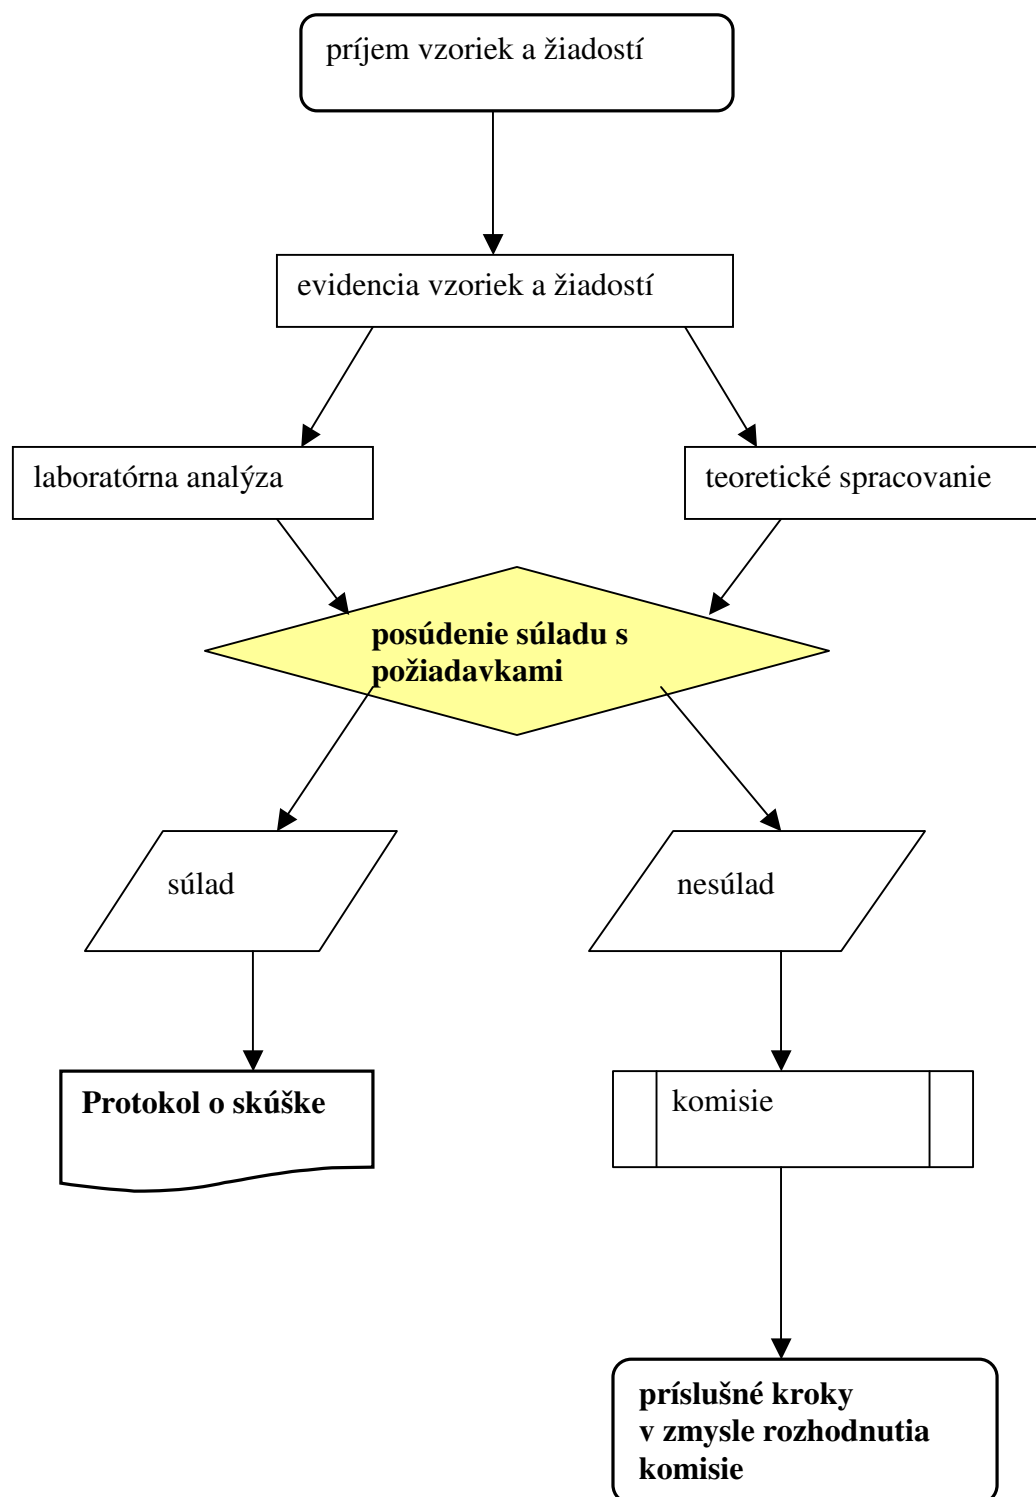 príjem vzoriek a žiadostí
evidencia vzoriek a žiadostí
laboratórna analýza
teoretické spracovanie
posúdenie súladu s
požiadavkami
súlad
nesúlad
Protokol o skúške
komisie
príslušné kroky
v zmysle rozhodnutia
komisie